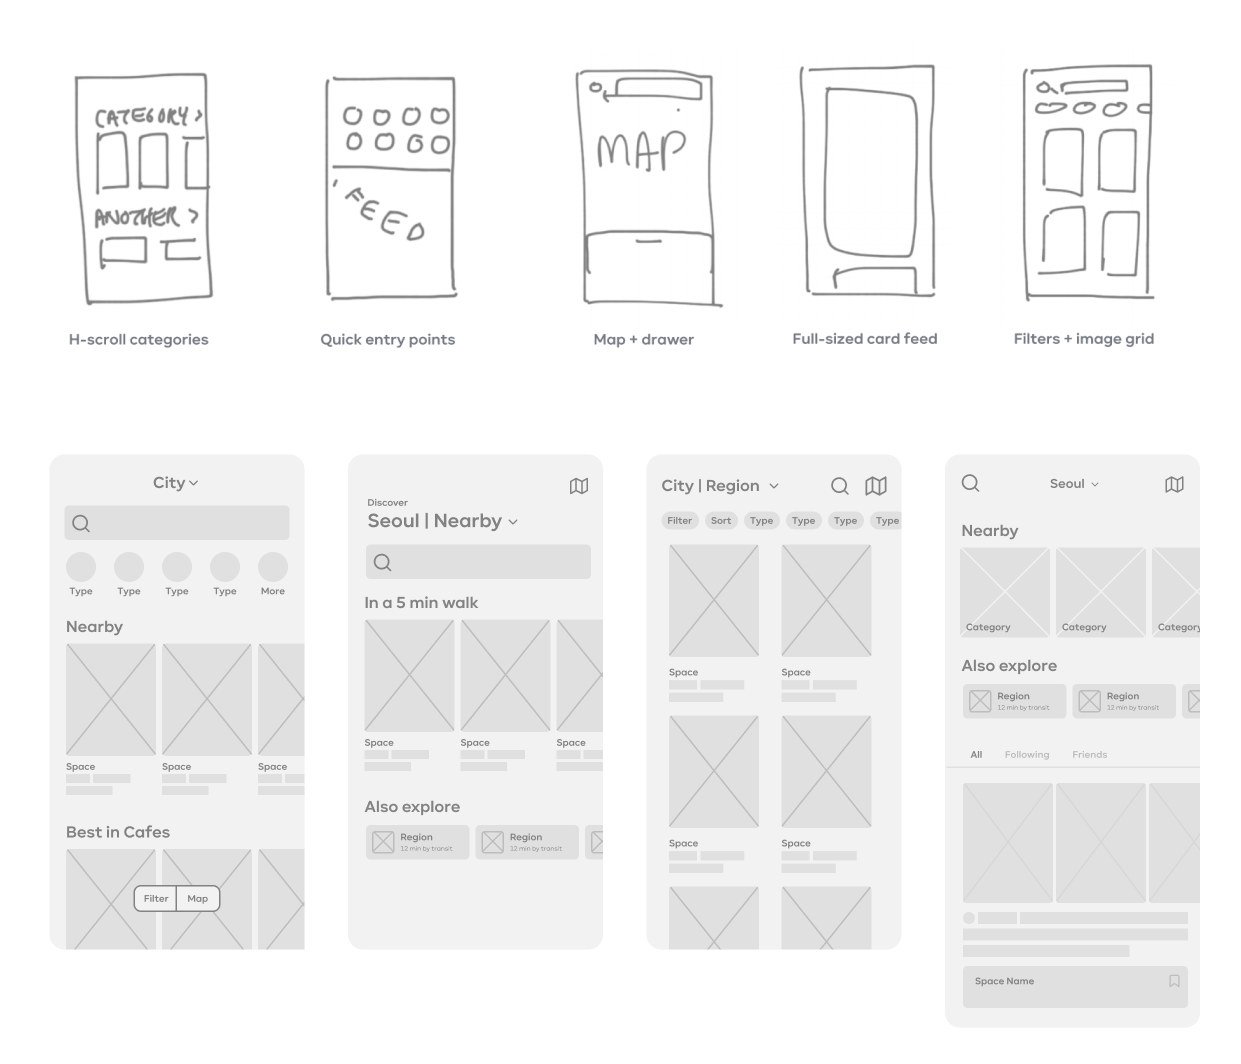 CATEGORY >
ANOTHER >
H-scroll categories
FEED
Quick entry points
MAP
Map + drawer
Full-sized card feed
Filters + image grid
City
Type Type Type Type More
Nearby
Space Space Space
Best in Cafes
Filter Map
Discover
Seoul | Nearby
In a 5 min walk
Space Space Space
Also explore
Region Region
12 min by transit 12 min by transit
City | Region
Filter Sort Type Type Type Type
Space Space
Space Space
Seoul
Nearby
Category Category Category
Also explore
Region Region
12 min by transit 12 min by transit
All Following Friends
Space Name